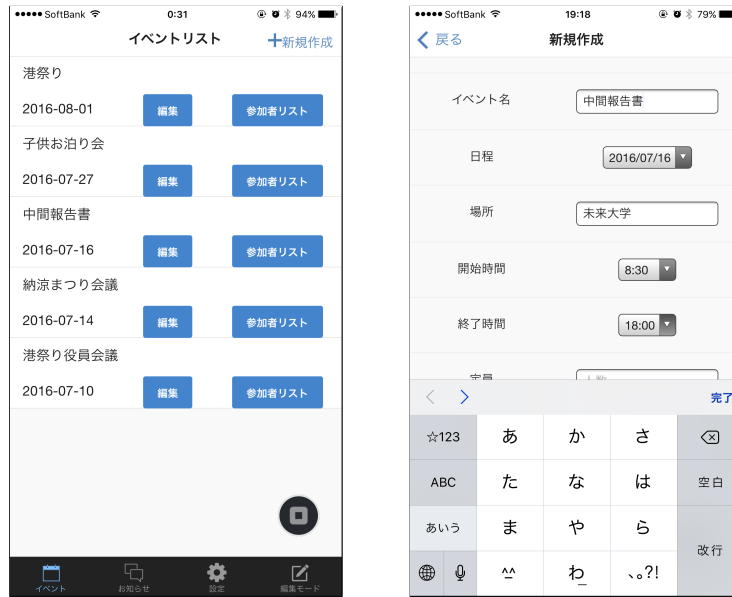 SoftBank 0:31 94%
イベントリスト
+新規作成
港祭り
2016-08-01 編集 参加者リスト
子供お泊り会
2016-07-27 編集 参加者リスト
中間報告書
2016-07-16 編集 参加者リスト
納涼まつり会議
2016-07-14 編集 参加者リスト
港祭り役員会議
2016-07-10 編集 参加者リスト
イベント お知らせ 設定 編集モード
SoftBank 19:18 79%
戻る 新規作成
イベント名 中間報告書
日程 2016/07/16
場所 未来大学
開始時間 8:30
終了時間 18:00
定員 人数
完了
☆123 あ か さ
ABC た な は 空白
あいう ま や ら
改行
^^ わ_ 、。?!